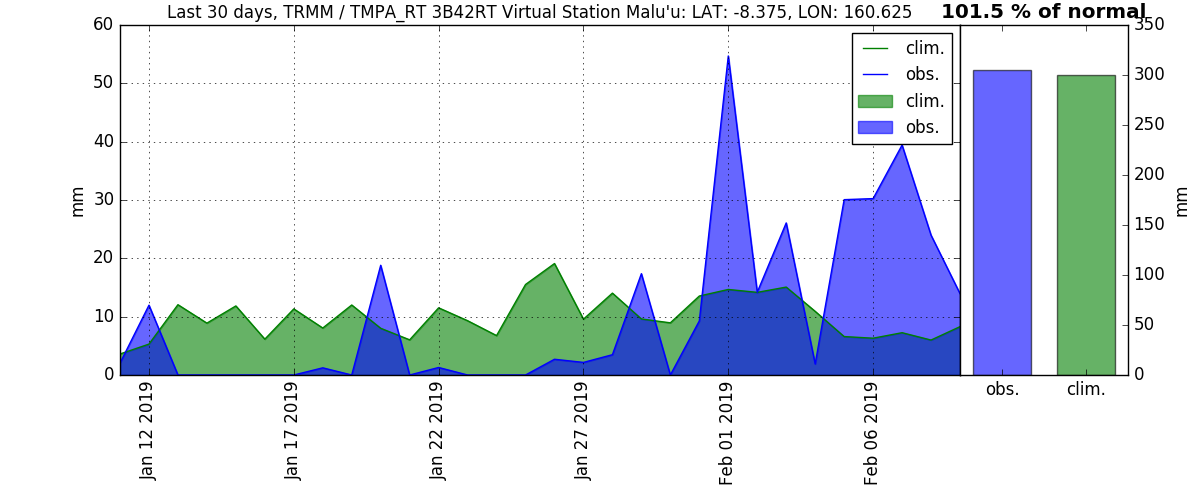 Last 30 days, TRMM / TMPA_RT 3B42RT Virtual Station Malu'u: LAT: -8.375, LON: 160.625
101.5 % of normal
60
50
40
30
20
10
0
mm
clim.
obs.
clim.
obs.
350
300
250
200
150
100
50
0
mm
Jan 12 2019
Jan 17 2019
Jan 22 2019
Jan 27 2019
Feb 01 2019
Feb 06 2019
obs.
clim.